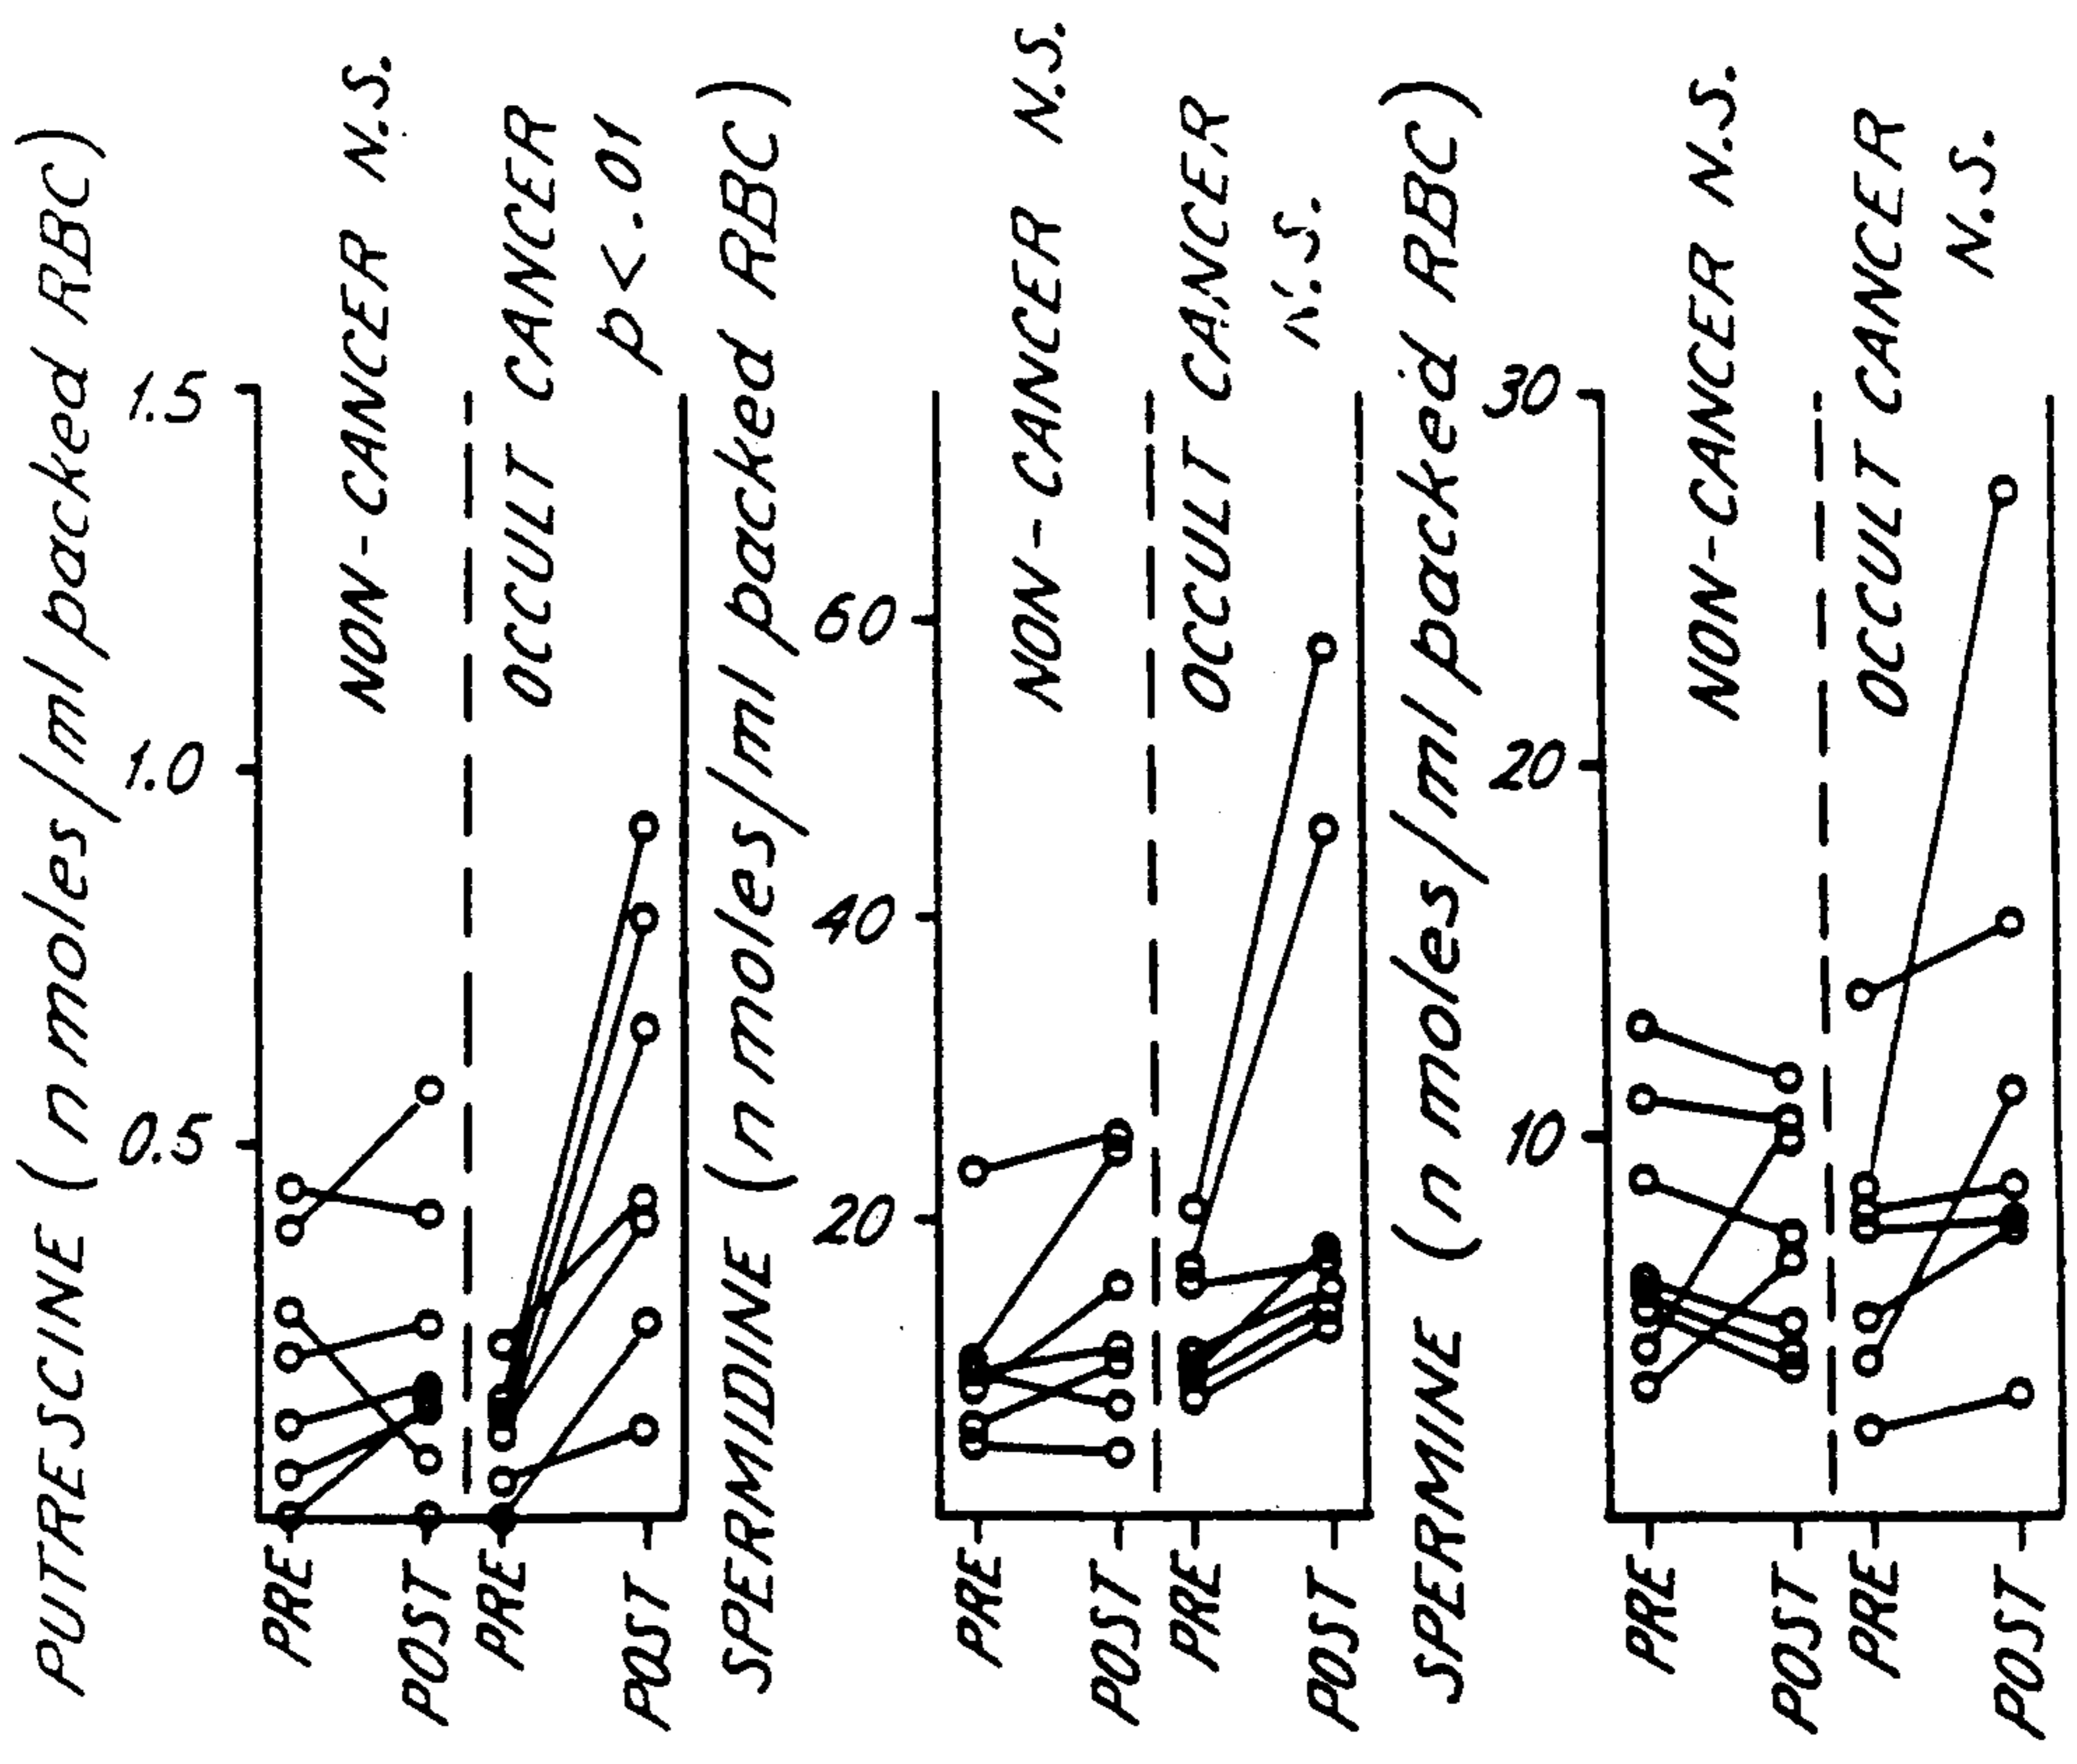 PUTRESCINE (n moles/ml packed RBC)
1.5
1.0
0.5
NON-CANCER N.S.
OCCULT CANCER
p<.01
PRE
POST
PRE
POST
SPERMIDINE (n moles/ml packed RBC)
60
40
20
NON-CANCER N.S.
OCCULT CANCER
N.S.
PRE
POST
PRE
POST
SPERMINE (n moles/ml packed RBC)
30
20
10
NON-CANCER N.S.
OCCULT CANCER
N.S.
PRE
POST
PRE
POST